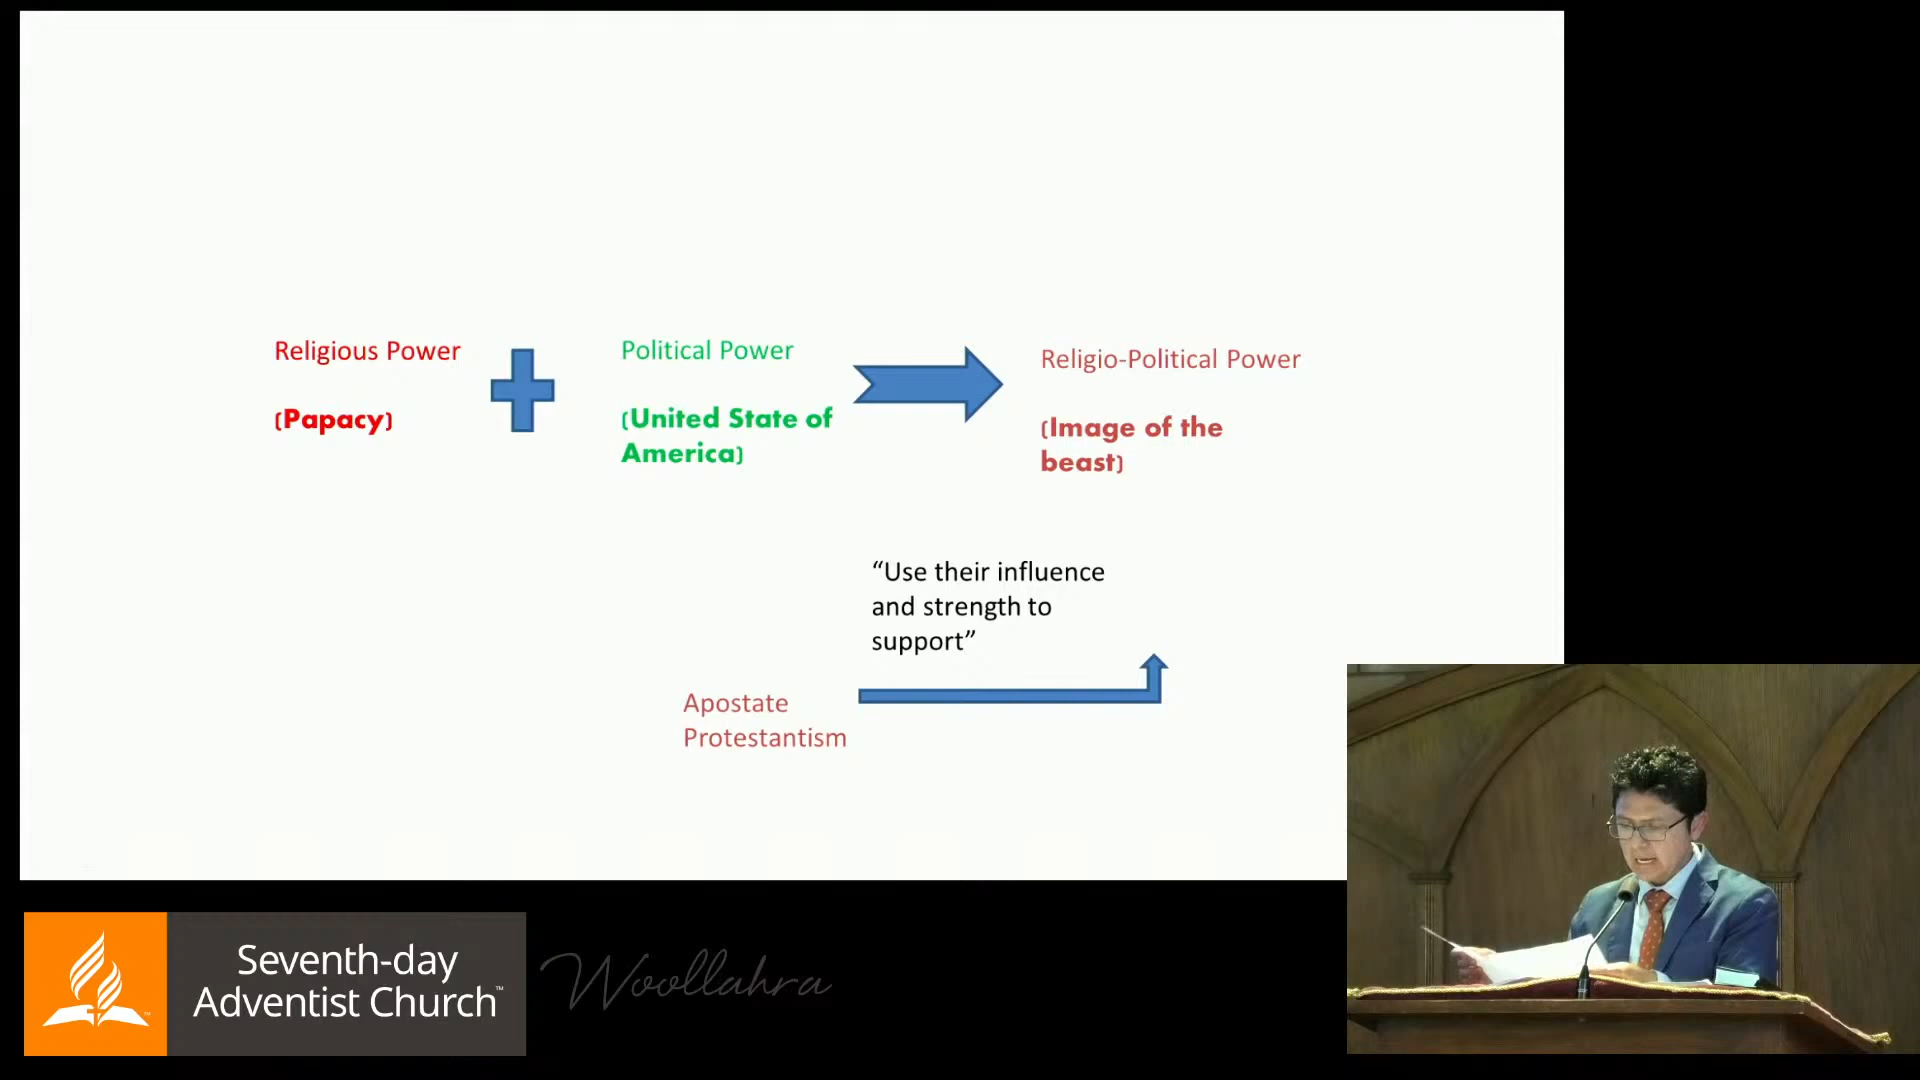 Religious Power
(Papacy)
Political Power
(United State of
America)
Religio-Political Power
(Image of the
beast)
“Use their influence
and strength to
support”
Apostate
Protestantism
Seventh-day
Adventist Church™
Woollahra